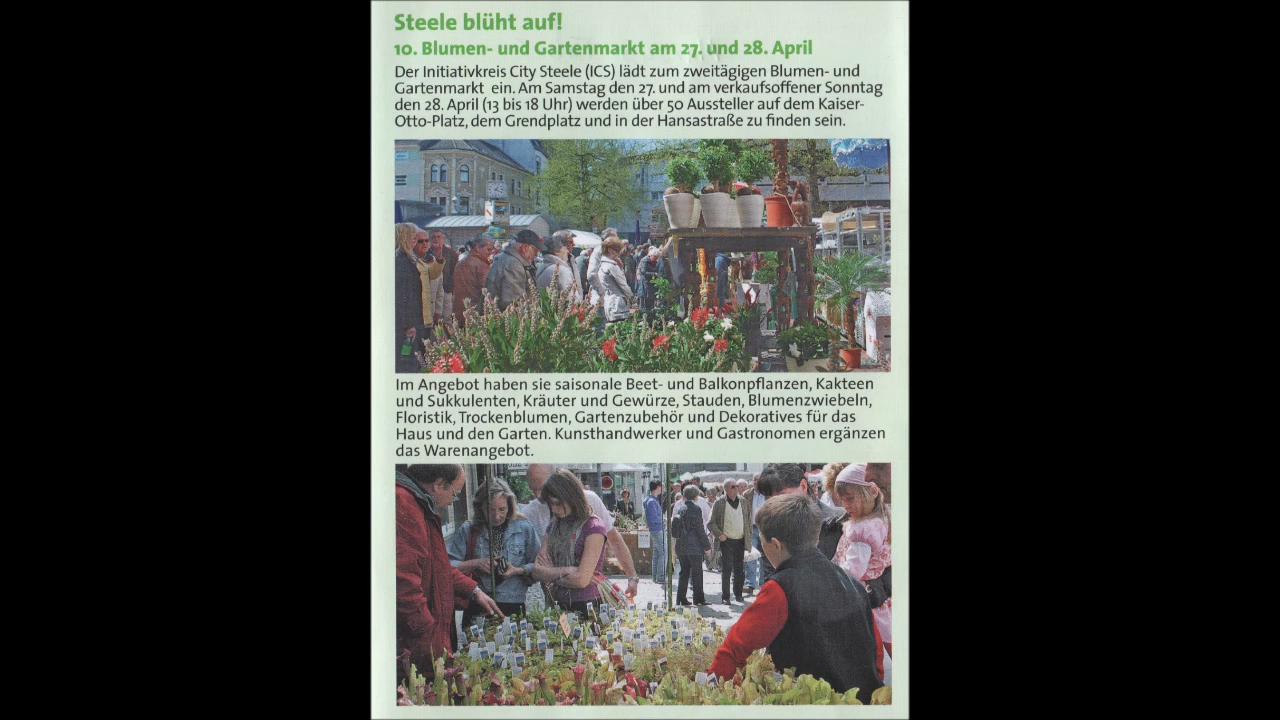 Steele blüht auf!
10. Blumen- und Gartenmarkt am 27. und 28. April
Der Initiativkreis City Steele (ICS) lädt zum zweitägigen Blumen- und
Gartenmarkt ein. Am Samstag den 27. und am verkaufsoffener Sonntag
den 28. April (13 bis 18 Uhr) werden über 50 Aussteller auf dem Kaiser-
Otto-Platz, dem Grendplatz und in der Hansastraße zu finden sein.
Im Angebot haben sie saisonale Beet- und Balkonpflanzen, Kakteen
und Sukkulenten, Kräuter und Gewürze, Stauden, Blumenzwiebeln,
Floristik, Trockenblumen, Gartenzubehör und Dekoratives für das
Haus und den Garten. Kunsthandwerker und Gastronomen ergänzen
das Warenangebot.